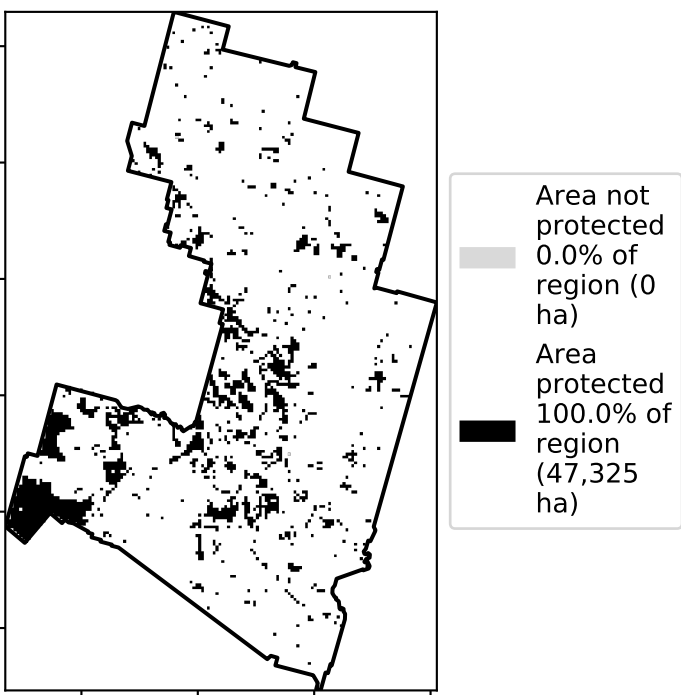 Area not
protected
0.0% of
region (0
ha)
Area
protected
100.0% of
region
(47,325
ha)